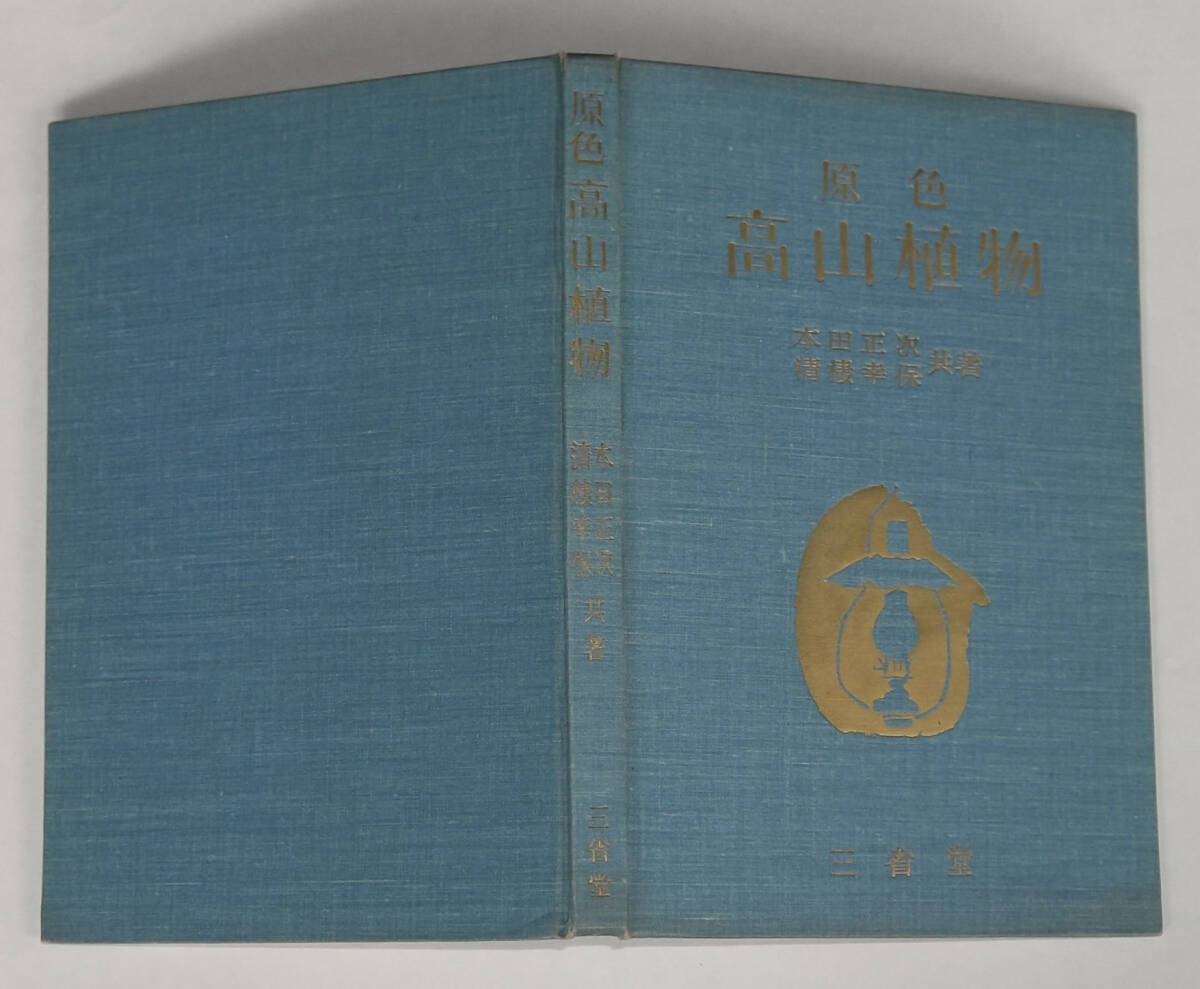 原色
高山植物
本田正次
清棲幸保
共著
三省堂
原色高山植物
本田正次
清棲幸保
共著
三省堂